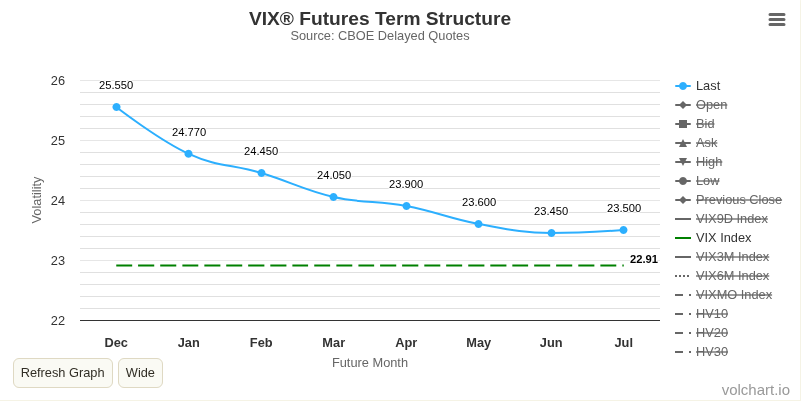 VIX® Futures Term Structure
Source: CBOE Delayed Quotes
26
25
24
23
22
Volatility
25.550
24.770
24.450
24.050
23.900
23.600
23.450
23.500
22.91
Dec
Jan
Feb
Mar
Apr
May
Jun
Jul
Future Month
Last
Open
Bid
Ask
High
Low
Previous Close
VIX9D Index
VIX Index
VIX3M Index
VIX6M Index
VIXMO Index
HV10
HV20
HV30
Refresh Graph
Wide
volchart.io